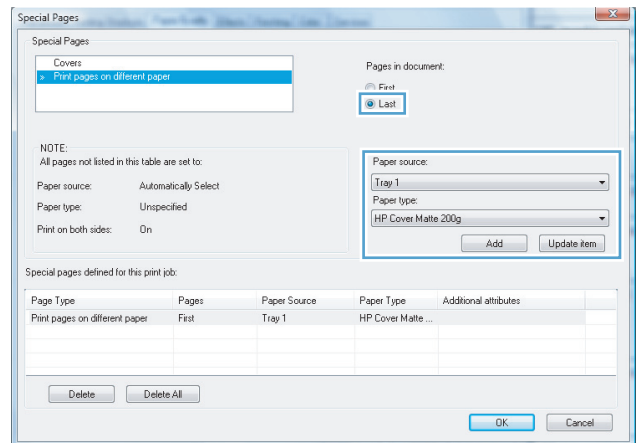 Special Pages
Special Pages
Covers
» Print pages on different paper
Pages in document:
First
Last
NOTE:
All pages not listed in this table are set to:
Paper source: Automatically Select
Paper type: Unspecified
Print on both sides: On
Paper source:
Tray 1
Paper type:
HP Cover Matte 200g
Add Update item
Special pages defined for this print job:
Page Type Pages Paper Source Paper Type Additional attributes
Print pages on different paper First Tray 1 HP Cover Matte ...
Delete Delete All
OK Cancel